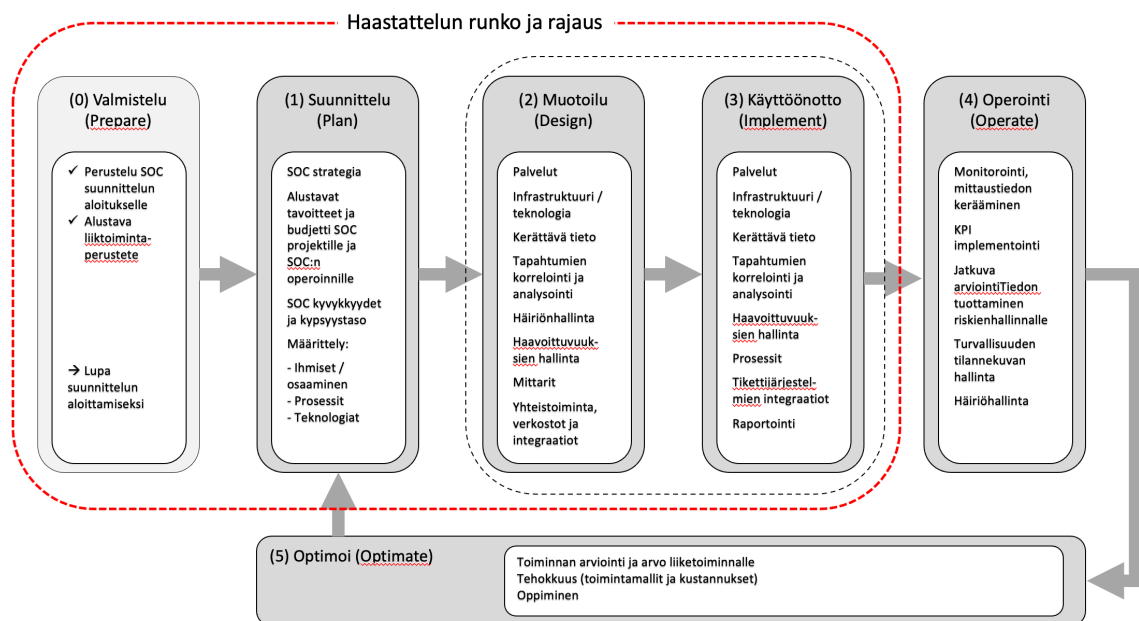 Haastattelun runko ja rajaus
(0) Valmistelu
(Prepare)
✓ Perustelu SOC
suunnittelun
aloitukselle
✓ Alustava
liiktoiminta-
perustete
→ Lupa
suunnittelun
aloittamiseksi
(1) Suunnittelu
(Plan)
SOC strategia
Alustavat
tavoitteet ja
budjetti SOC
projektille ja
SOC:n
operoinnille
SOC kyvykkyydet
ja kypsyystaso
Määrittely:
- Ihmiset /
osaaminen
- Prosessit
- Teknologiat
(2) Muotoilu
(Design)
Palvelut
Infrastruktuuri /
teknologia
Kerättävä tieto
Tapahtumien
korrelointi ja
analysointi
Häiriönhallinta
Haavoittuvuuk-
sien hallinta
Mittarit
Yhteistoiminta,
verkostot ja
integraatiot
(3) Käyttöönotto
(Implement)
Palvelut
Infrastruktuuri /
teknologia
Kerättävä tieto
Tapahtumien
korrelointi ja
analysointi
Haavoittuvuuk-
sien hallinta
Prosessit
Tikettijärjestel-
mien integraatiot
Raportointi
(4) Operointi
(Operate)
Monitorointi,
mittaustiedon
kerääminen
KPI
implementointi
Jatkuva
arviointiTiedon
tuottaminen
riskienhallinnalle
Turvallisuuden
tilannekuvan
hallinta
Häiriöhallinta
(5) Optimoi (Optimate)
Toiminnan arviointi ja arvo liiketoiminnalle
Tehokkuus (toimintamallit ja kustannukset)
Oppiminen